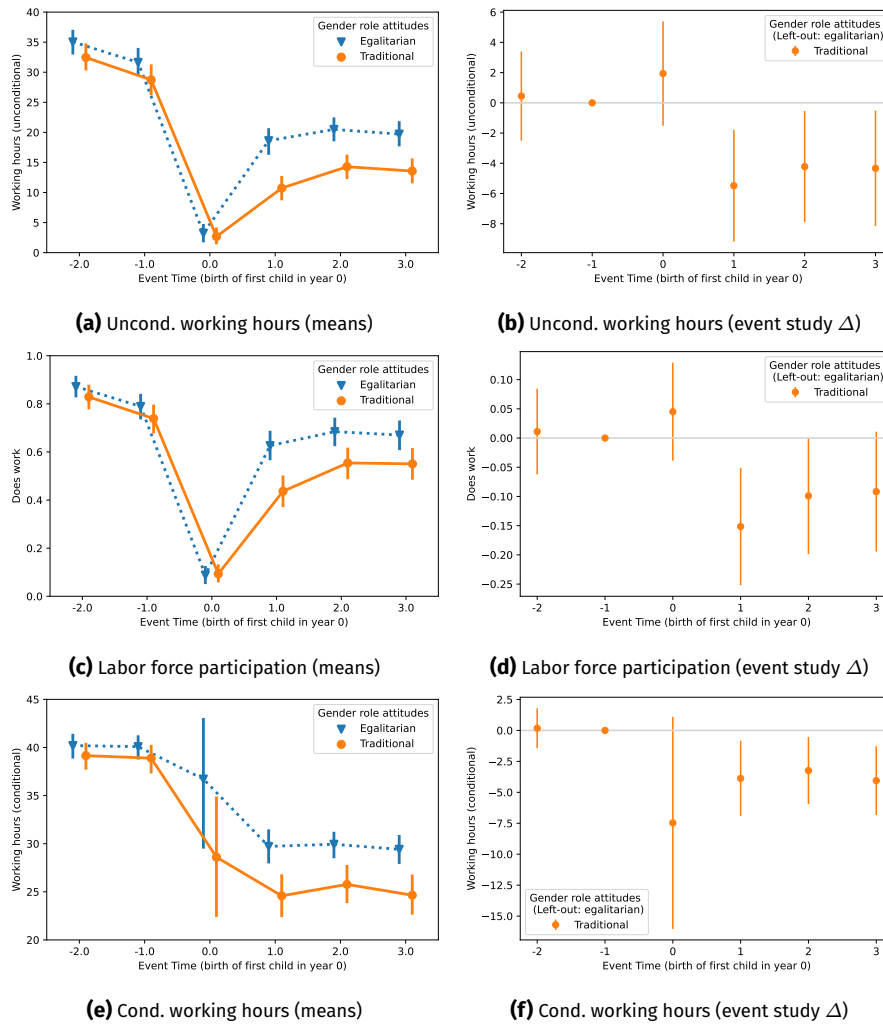 40
35
30
25
20
15
10
5
0
Working hours (unconditional)
Gender role attitudes
Egalitarian
Traditional
-2.0 -1.0 0.0 1.0 2.0 3.0
Event Time (birth of first child in year 0)
(a) Uncond. working hours (means)
6
4
2
0
−2
−4
−6
−8
Working hours (unconditional)
Gender role attitudes
(Left-out: egalitarian)
Traditional
-2 -1 0 1 2 3
Event Time (birth of first child in year 0)
(b) Uncond. working hours (event study Δ)
1.0
0.8
0.6
0.4
0.2
0.0
Does work
Gender role attitudes
Egalitarian
Traditional
-2.0 -1.0 0.0 1.0 2.0 3.0
Event Time (birth of first child in year 0)
(c) Labor force participation (means)
0.10
0.05
0.00
−0.05
−0.10
−0.15
−0.20
−0.25
Does work
Gender role attitudes
(Left-out: egalitarian)
Traditional
-2 -1 0 1 2 3
Event Time (birth of first child in year 0)
(d) Labor force participation (event study Δ)
45
40
35
30
25
20
Working hours (conditional)
Gender role attitudes
Egalitarian
Traditional
-2.0 -1.0 0.0 1.0 2.0 3.0
Event Time (birth of first child in year 0)
(e) Cond. working hours (means)
2.5
0.0
−2.5
−5.0
−7.5
−10.0
−12.5
−15.0
Working hours (conditional)
Gender role attitudes
(Left-out: egalitarian)
Traditional
-2 -1 0 1 2 3
Event Time (birth of first child in year 0)
(f) Cond. working hours (event study Δ)